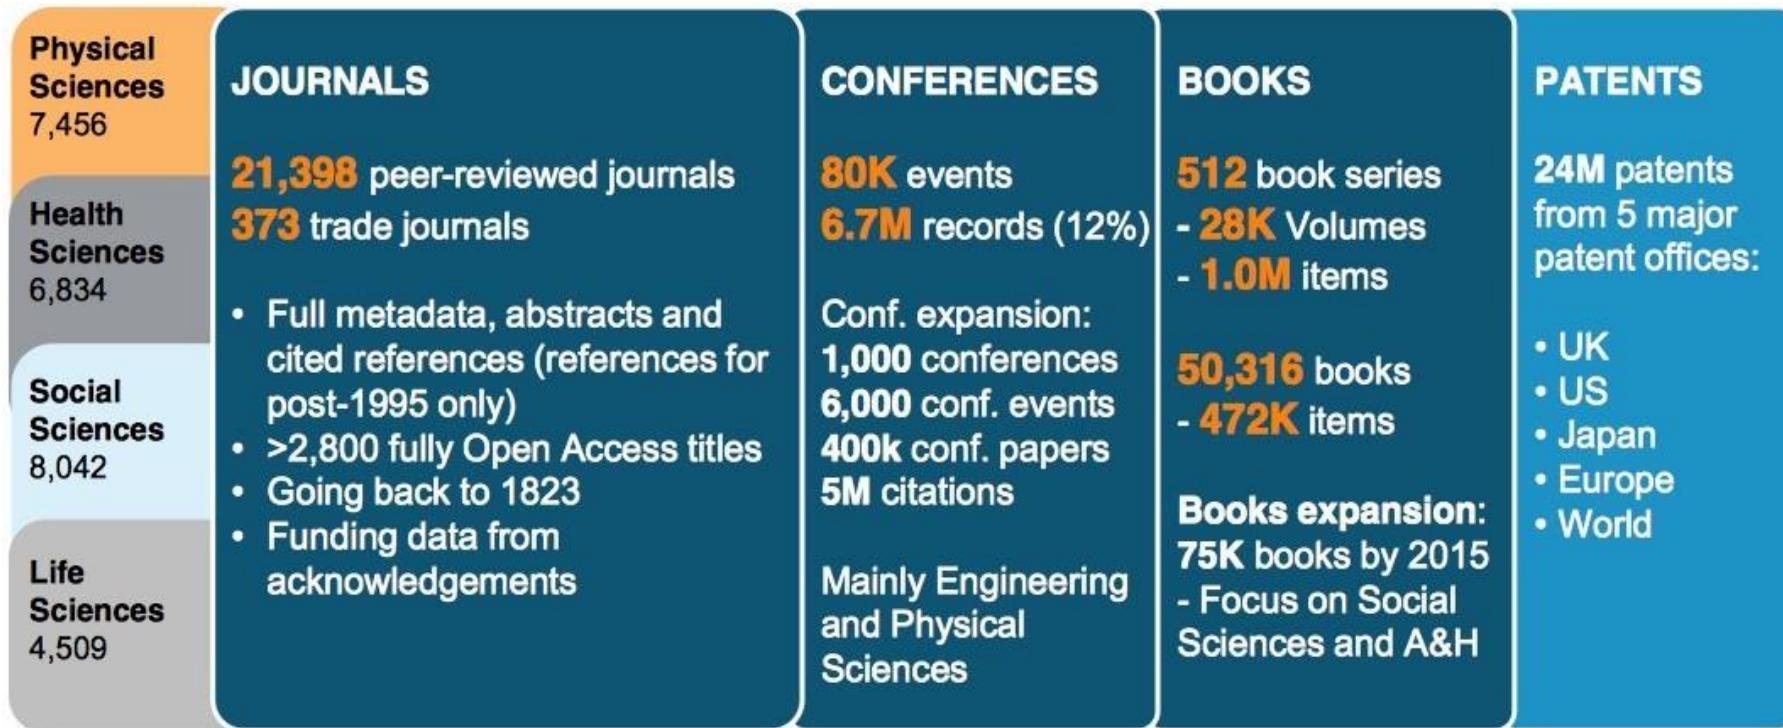 Physical
Sciences
7,456
Health
Sciences
6,834
Social
Sciences
8,042
Life
Sciences
4,509
JOURNALS
21,398 peer-reviewed journals
373 trade journals
• Full metadata, abstracts and
cited references (references for
post-1995 only)
• >2,800 fully Open Access titles
• Going back to 1823
• Funding data from
acknowledgements
CONFERENCES
80K events
6.7M records (12%)
Conf. expansion:
1,000 conferences
6,000 conf. events
400k conf. papers
5M citations
Mainly Engineering
and Physical
Sciences
BOOKS
512 book series
- 28K Volumes
- 1.0M items
50,316 books
- 472K items
Books expansion:
75K books by 2015
- Focus on Social
Sciences and A&H
PATENTS
24M patents
from 5 major
patent offices:
• UK
• US
• Japan
• Europe
• World